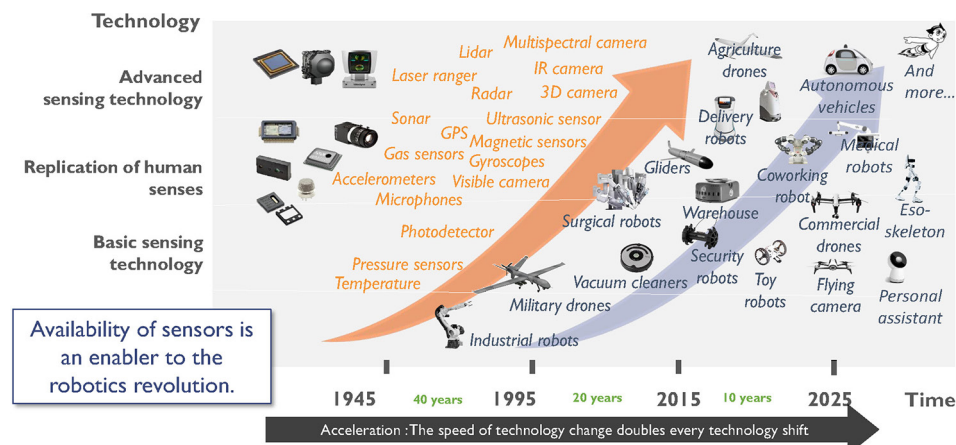 Technology
Advanced
sensing technology
Replication of human
senses
Basic sensing
technology
Lidar
Multispectral camera
Laser ranger
IR camera
Radar
3D camera
Sonar
Ultrasonic sensor
GPS
Magnetic sensors
Gas sensors
Gyroscopes
Accelerometers
Visible camera
Microphones
Photodetector
Pressure sensors
Temperature
Agriculture
drones
Autonomous
vehicles
And
more...
Delivery
robots
Medical
robots
Gliders
Coworking
robot
Surgical robots
Warehouse
Commercial
drones
Eso-
skeleton
Security
robots
Vacuum cleaners
Toy
robots
Flying
camera
Personal
assistant
Military drones
Industrial robots
Availability of sensors is
an enabler to the
robotics revolution.
1945
40 years
1995
20 years
2015
10 years
2025
Time
Acceleration : The speed of technology change doubles every technology shift